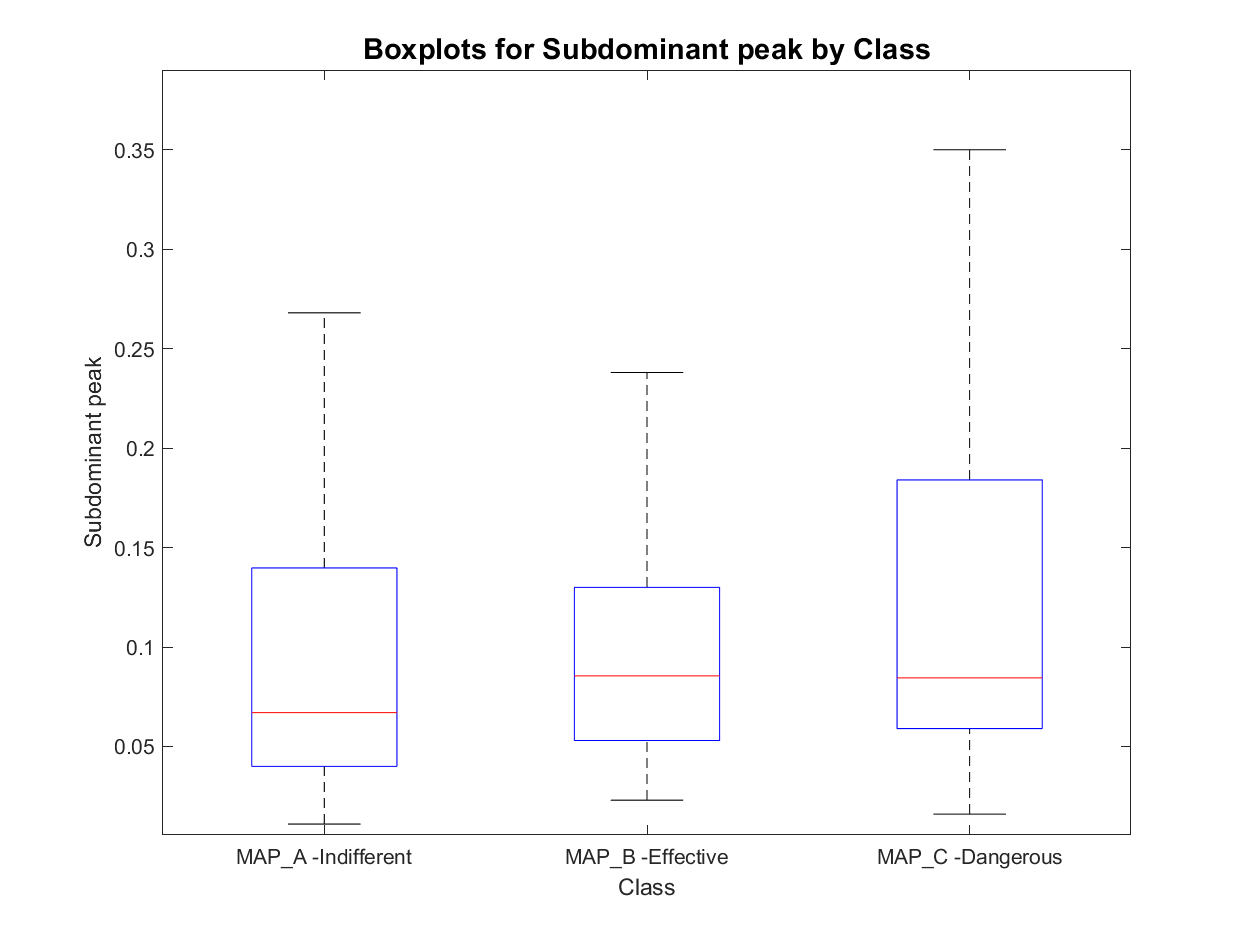 Boxplots for Subdominant peak by Class
0.35
0.3
0.25
0.2
0.15
0.1
0.05
Subdominant peak
MAP_A -Indifferent
MAP_B -Effective
MAP_C -Dangerous
Class